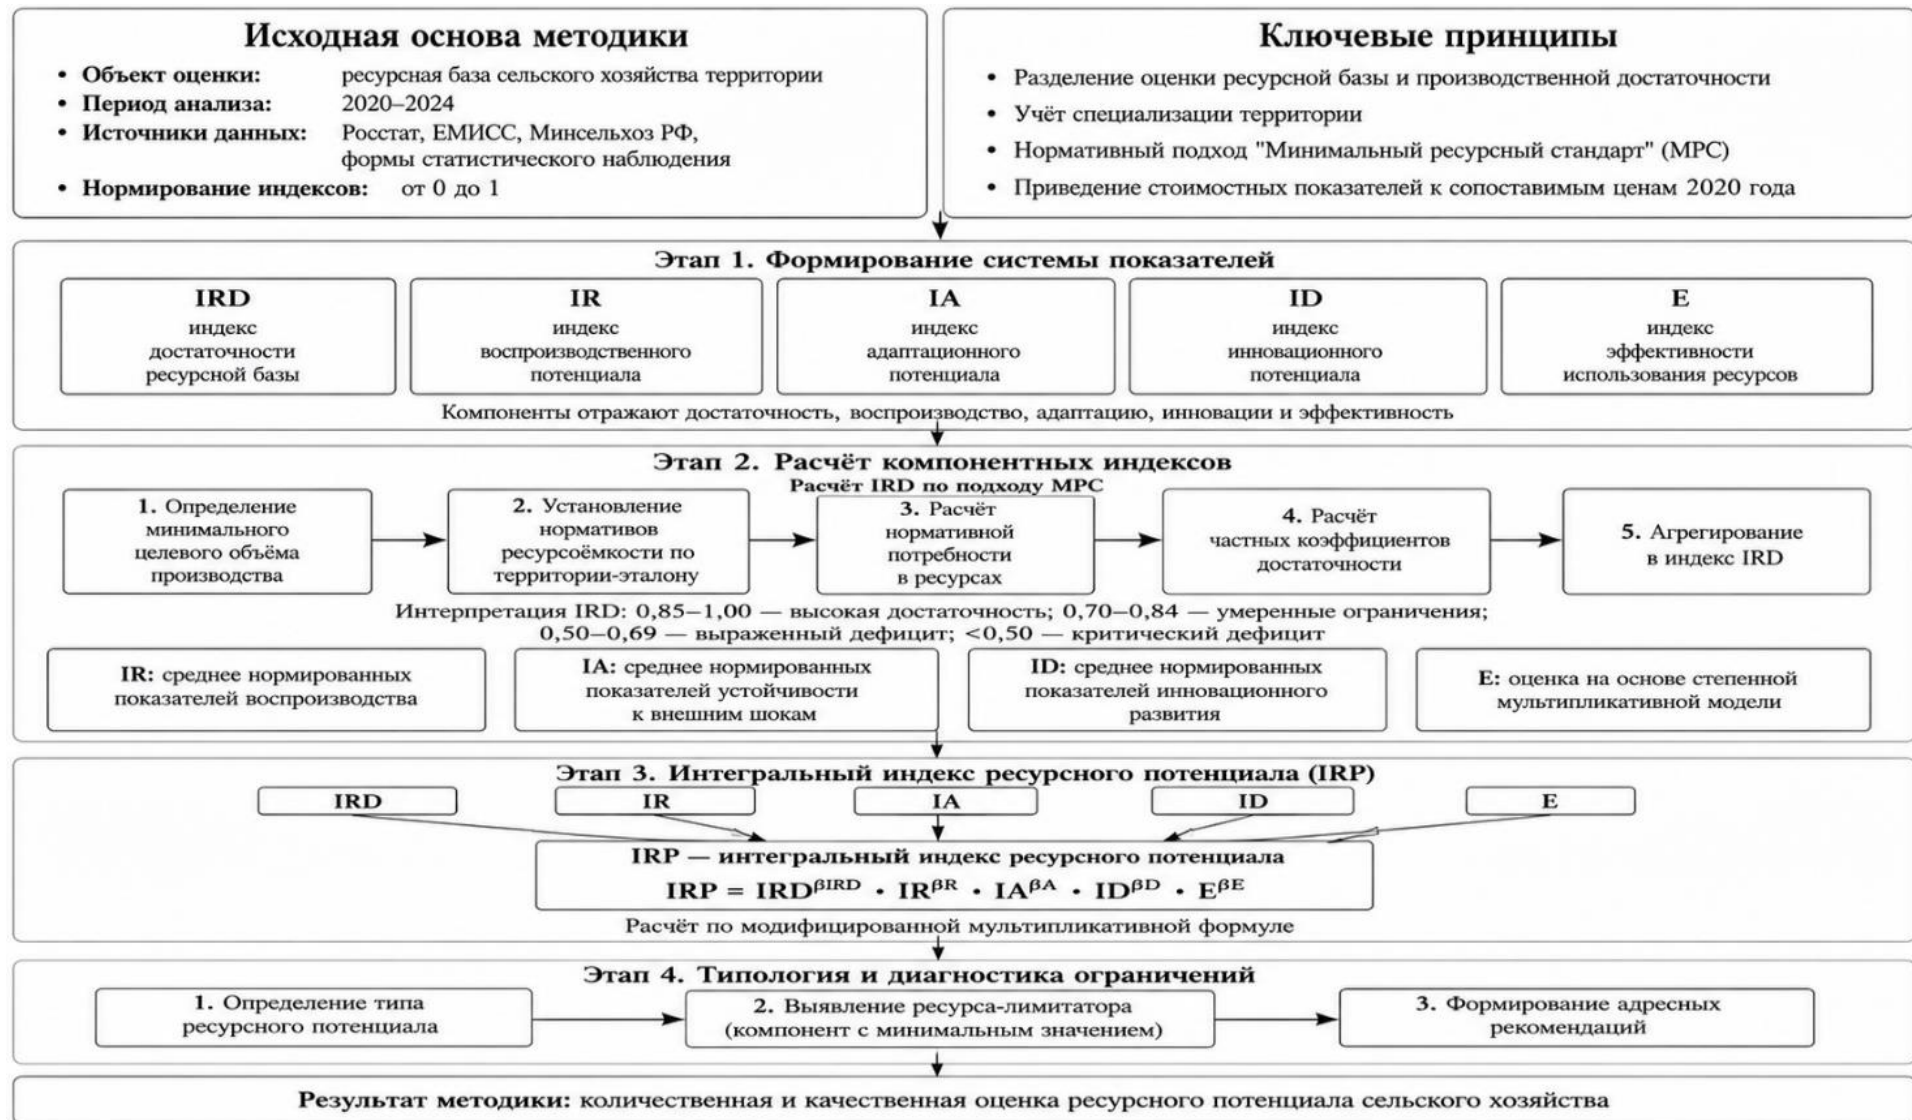 Исходная основа методики
• Объект оценки: ресурсная база сельского хозяйства территории
• Период анализа: 2020–2024
• Источники данных: Росстат, ЕМИСС, Минсельхоз РФ,
формы статистического наблюдения
• Нормирование индексов: от 0 до 1
Ключевые принципы
• Разделение оценки ресурсной базы и производственной достаточности
• Учёт специализации территории
• Нормативный подход "Минимальный ресурсный стандарт" (МРС)
• Приведение стоимостных показателей к сопоставимым ценам 2020 года
Этап 1. Формирование системы показателей
IRD
индекс
достаточности
ресурсной базы
IR
индекс
воспроизводственного
потенциала
IA
индекс
адаптационного
потенциала
ID
индекс
инновационного
потенциала
E
индекс
эффективности
использования ресурсов
Компоненты отражают достаточность, воспроизводство, адаптацию, инновации и эффективность
Этап 2. Расчёт компонентных индексов
Расчёт IRD по подходу МРС
1. Определение
минимального
целевого объёма
производства
2. Установление
нормативов
ресурсоёмкости по
территории-эталону
3. Расчёт
нормативной
потребности
в ресурсах
4. Расчёт
частных коэффициентов
достаточности
5. Агрегирование
в индекс IRD
Интерпретация IRD: 0,85–1,00 — высокая достаточность; 0,70–0,84 — умеренные ограничения;
0,50–0,69 — выраженный дефицит; <0,50 — критический дефицит
IR: среднее нормированных
показателей воспроизводства
IA: среднее нормированных
показателей устойчивости
к внешним шокам
ID: среднее нормированных
показателей инновационного
развития
E: оценка на основе степенной
мультипликативной модели
Этап 3. Интегральный индекс ресурсного потенциала (IRP)
IRD
IR
IA
ID
E
IRP — интегральный индекс ресурсного потенциала
IRP = IRD^βIRD • IR^βR • IA^βA • ID^βD • E^βE
Расчёт по модифицированной мультипликативной формуле
Этап 4. Типология и диагностика ограничений
1. Определение типа
ресурсного потенциала
2. Выявление ресурса-лимитатора
(компонент с минимальным значением)
3. Формирование адресных
рекомендаций
Результат методики: количественная и качественная оценка ресурсного потенциала сельского хозяйства